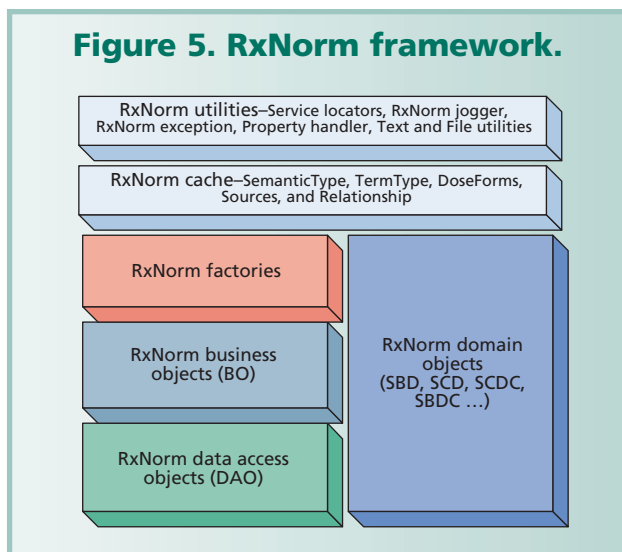 Figure 5. RxNorm framework.
RxNorm utilities–Service locators, RxNorm jogger,
RxNorm exception, Property handler, Text and File utilities
RxNorm cache–SemanticType, TermType, DoseForms,
Sources, and Relationship
RxNorm factories
RxNorm business
objects (BO)
RxNorm data access
objects (DAO)
RxNorm domain
objects
(SBD, SCD, SCDC,
SBDC ...)